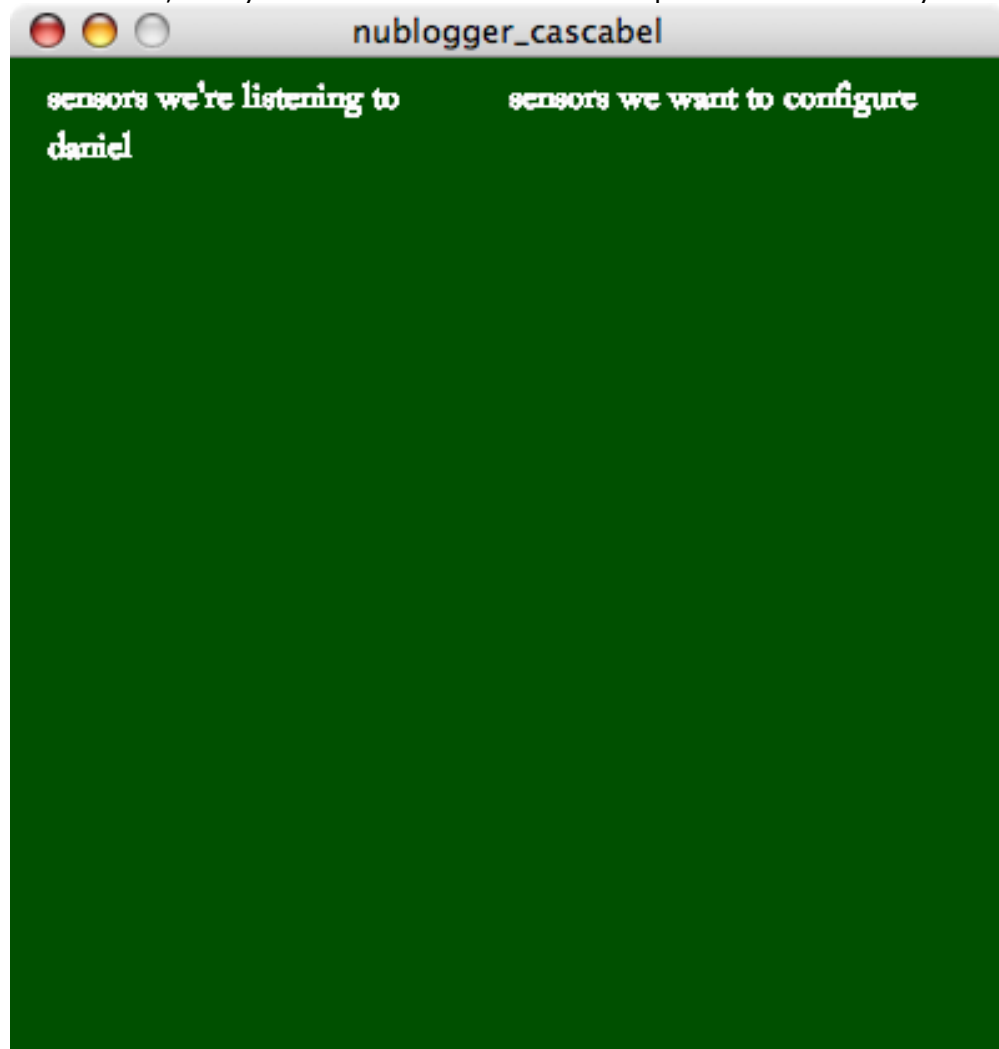 nublogger_cascabel
sensors we're listening to
daniel
sensors we want to configure